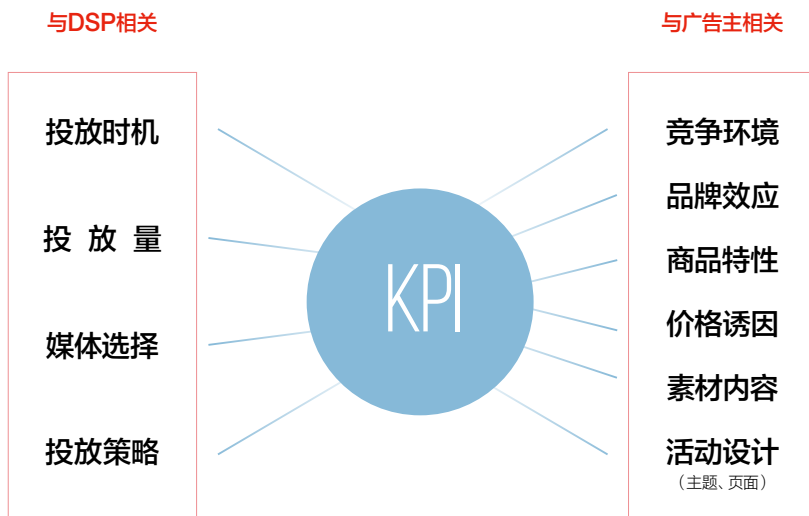 与DSP相关
投放时机
投放量
媒体选择
投放策略
KPI
与广告主相关
竞争环境
品牌效应
商品特性
价格诱因
素材内容
活动设计
（主题、页面）